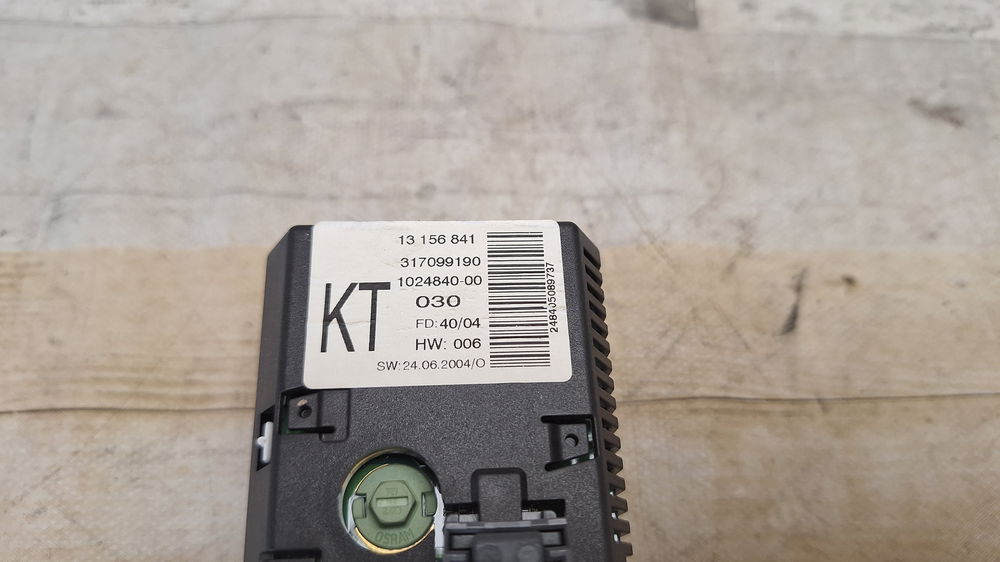 13 156 841
317099190
1024840-00
030
KT
FD: 40/04
HW: 006
SW: 24.06.2004/O
248405089737
OSRAM